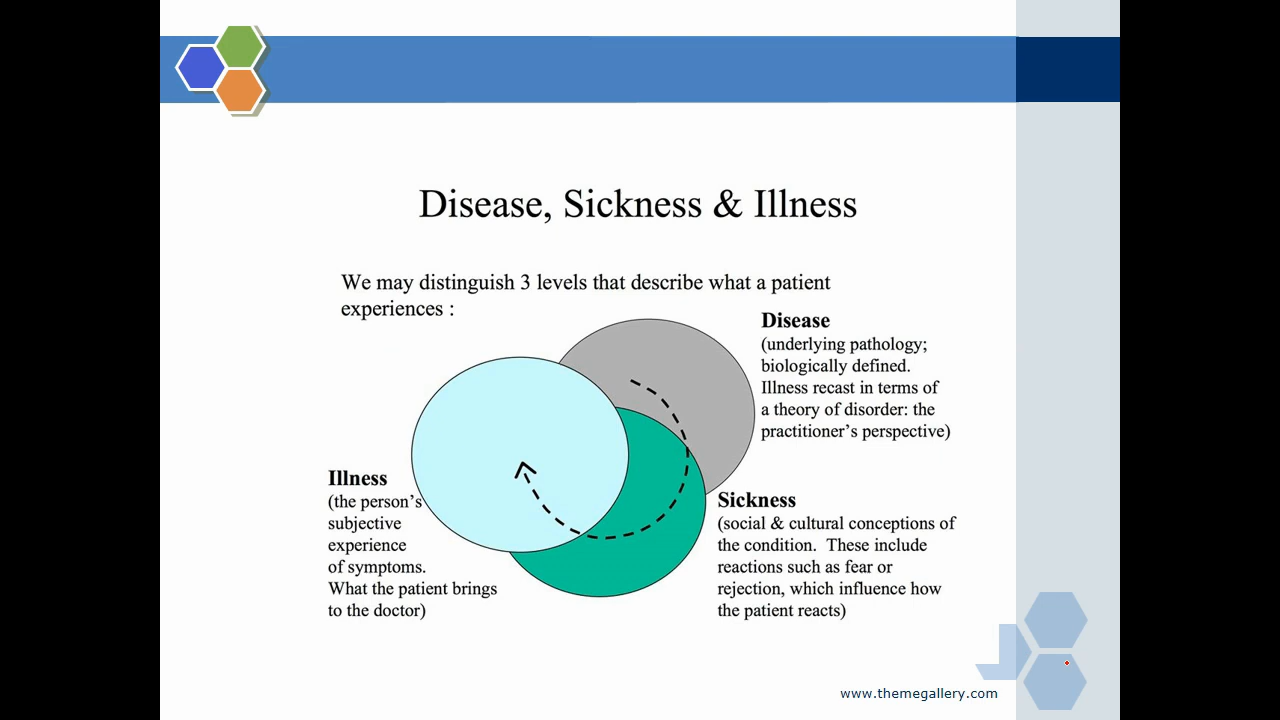 Disease, Sickness & Illness
We may distinguish 3 levels that describe what a patient
experiences :
Disease
(underlying pathology;
biologically defined.
Illness recast in terms of
a theory of disorder: the
practitioner’s perspective)
Illness
(the person’s
subjective
experience
of symptoms.
What the patient brings
to the doctor)
Sickness
(social & cultural conceptions of
the condition.  These include
reactions such as fear or
rejection, which influence how
the patient reacts)
www.themegallery.com